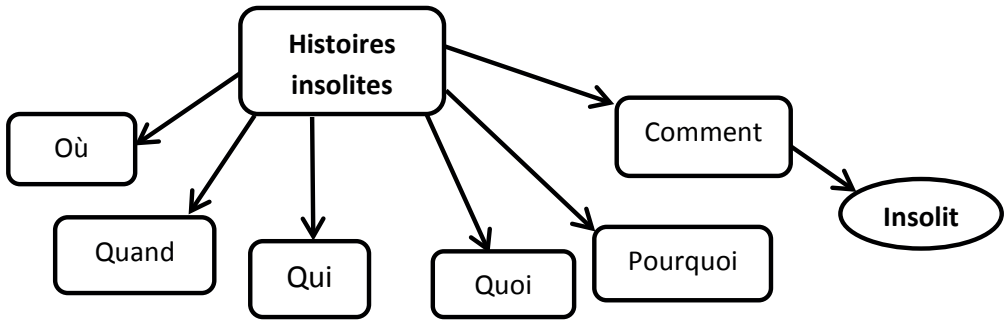 Histoires
insolites
Où
Quand
Qui
Quoi
Pourquoi
Comment
Insolit